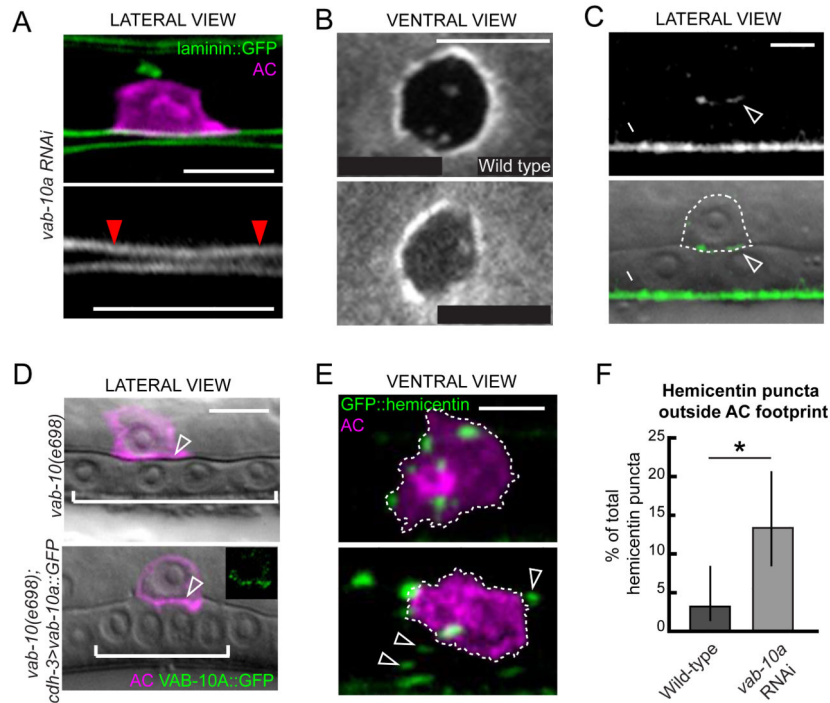 A
LATERAL VIEW
laminin::GFP
AC
vab-10a RNAi
B
VENTRAL VIEW
Wild type
C
LATERAL VIEW
D
LATERAL VIEW
vab-10(e698)
vab-10(e698);
cdh-3>vab-10a::GFP
AC VAB-10A::GFP
E
VENTRAL VIEW
GFP::hemicentin
AC
F
Hemicentin puncta
outside AC footprint
% of total
hemicentin puncta
25
20
15
10
5
0
*
Wild-type
vab-10a
RNAi